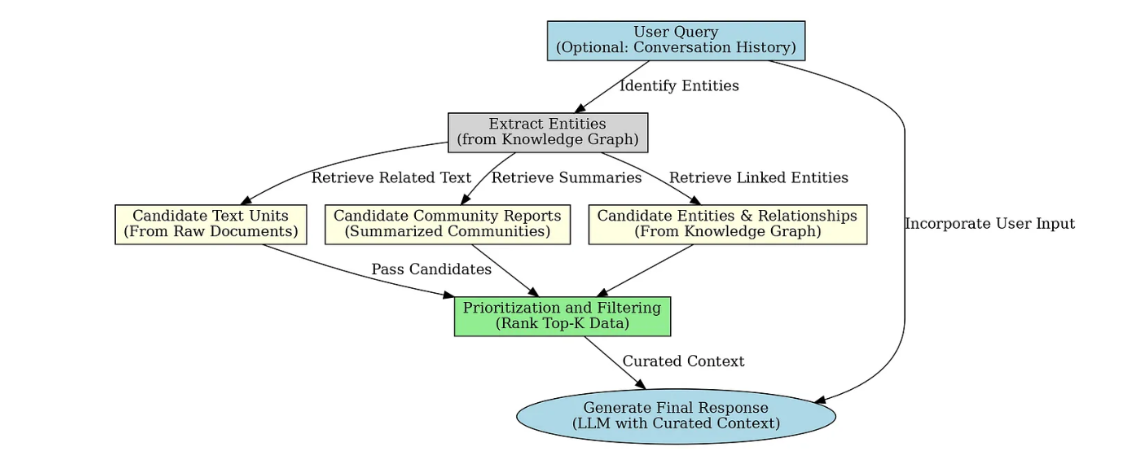 User Query
(Optional: Conversation History)
Identify Entities
Extract Entities
(from Knowledge Graph)
Retrieve Related Text
Retrieve Summaries
Retrieve Linked Entities
Candidate Text Units
(From Raw Documents)
Candidate Community Reports
(Summarized Communities)
Candidate Entities & Relationships
(From Knowledge Graph)
Incorporate User Input
Pass Candidates
Prioritization and Filtering
(Rank Top-K Data)
Curated Context
Generate Final Response
(LLM with Curated Context)